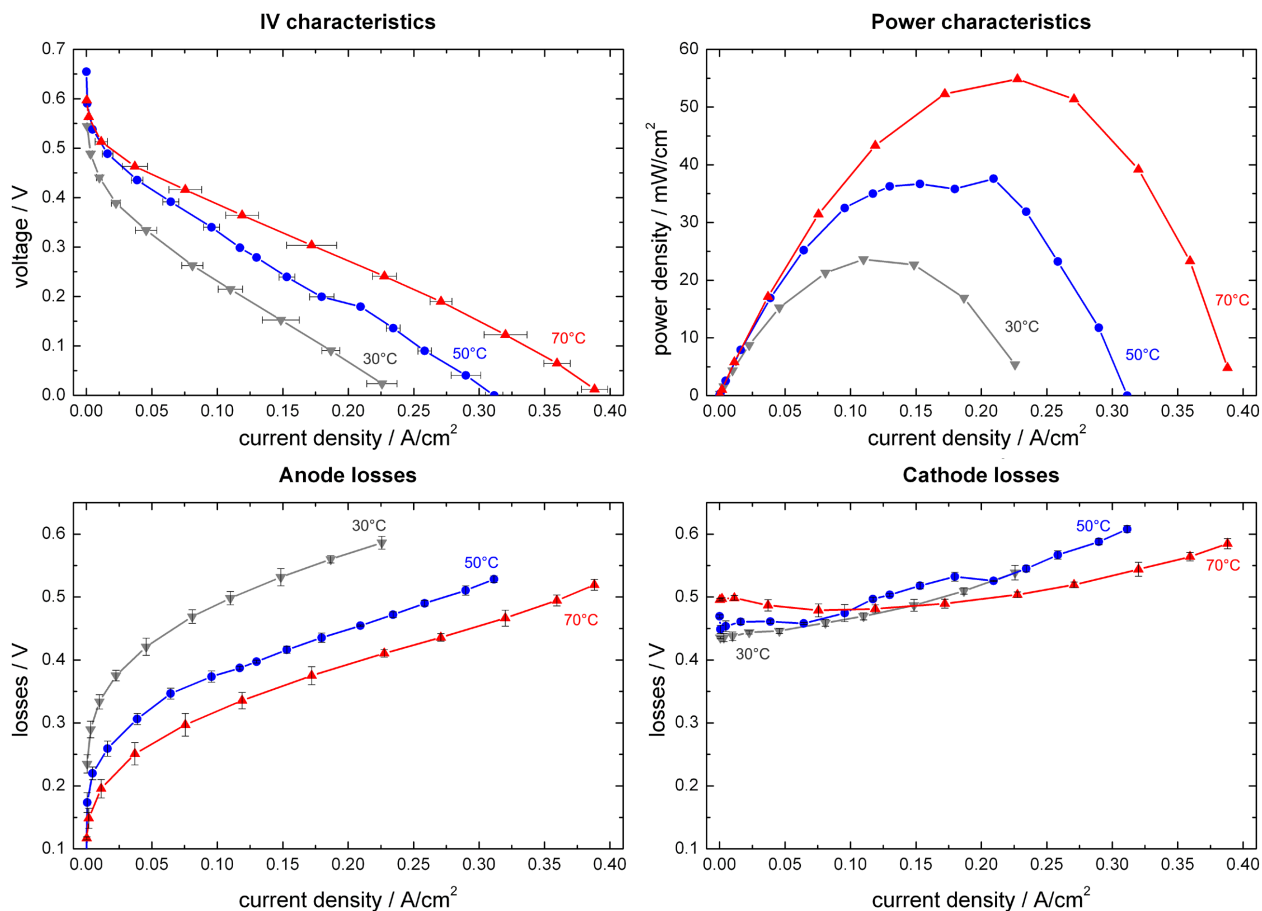 IV characteristics
0.7
0.6
0.5
0.4
0.3
0.2
0.1
0.0
voltage / V
30°C
50°C
70°C
0.00 0.05 0.10 0.15 0.20 0.25 0.30 0.35 0.40
current density / A/cm²
Power characteristics
60
50
40
30
20
10
0
power density / mW/cm²
30°C
50°C
70°C
0.00 0.05 0.10 0.15 0.20 0.25 0.30 0.35 0.40
current density / A/cm²
Anode losses
0.6
0.5
0.4
0.3
0.2
0.1
losses / V
30°C
50°C
70°C
0.00 0.05 0.10 0.15 0.20 0.25 0.30 0.35 0.40
current density / A/cm²
Cathode losses
0.6
0.5
0.4
0.3
0.2
0.1
losses / V
50°C
70°C
30°C
0.00 0.05 0.10 0.15 0.20 0.25 0.30 0.35 0.40
current density / A/cm²